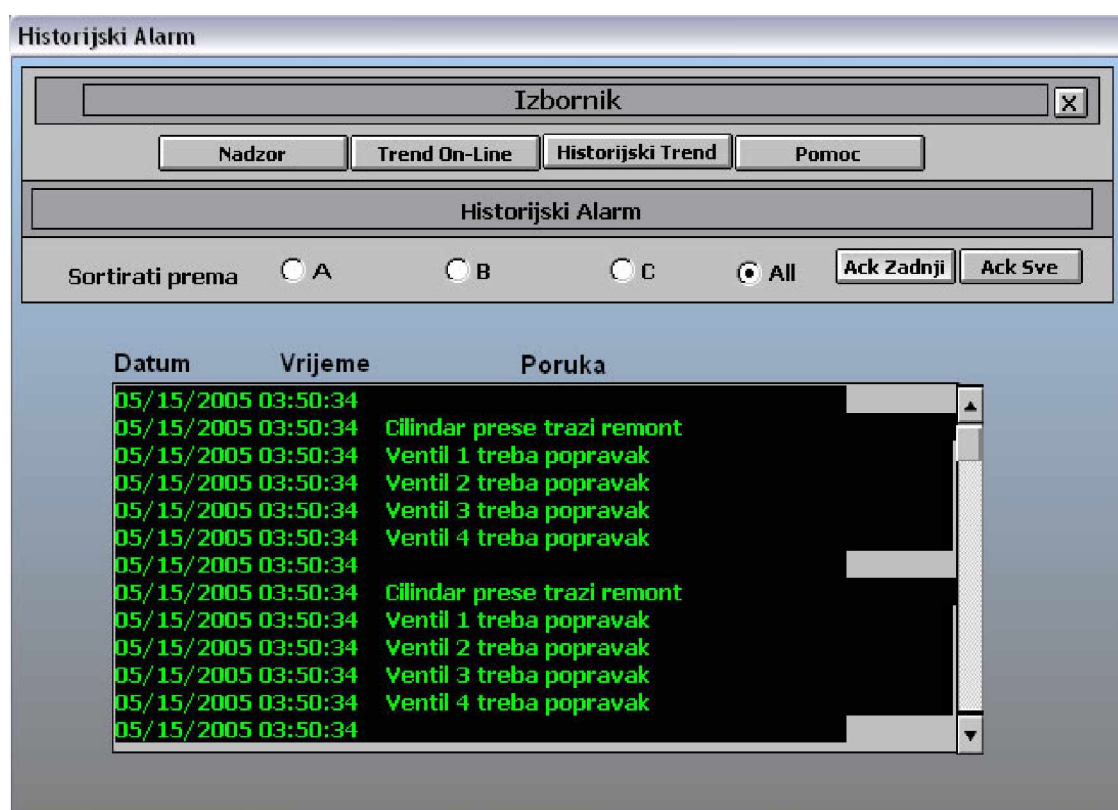 Historijski Alarm
Izbornik X
Nadzor Trend On-Line Historijski Trend Pomoc
Historijski Alarm
Sortirati prema A B C All Ack Zadnji Ack Sve
Datum Vrijeme Poruka
05/15/2005 03:50:34
05/15/2005 03:50:34 Cilindar prese trazi remont
05/15/2005 03:50:34 Ventil 1 treba popravak
05/15/2005 03:50:34 Ventil 2 treba popravak
05/15/2005 03:50:34 Ventil 3 treba popravak
05/15/2005 03:50:34 Ventil 4 treba popravak
05/15/2005 03:50:34
05/15/2005 03:50:34 Cilindar prese trazi remont
05/15/2005 03:50:34 Ventil 1 treba popravak
05/15/2005 03:50:34 Ventil 2 treba popravak
05/15/2005 03:50:34 Ventil 3 treba popravak
05/15/2005 03:50:34 Ventil 4 treba popravak
05/15/2005 03:50:34